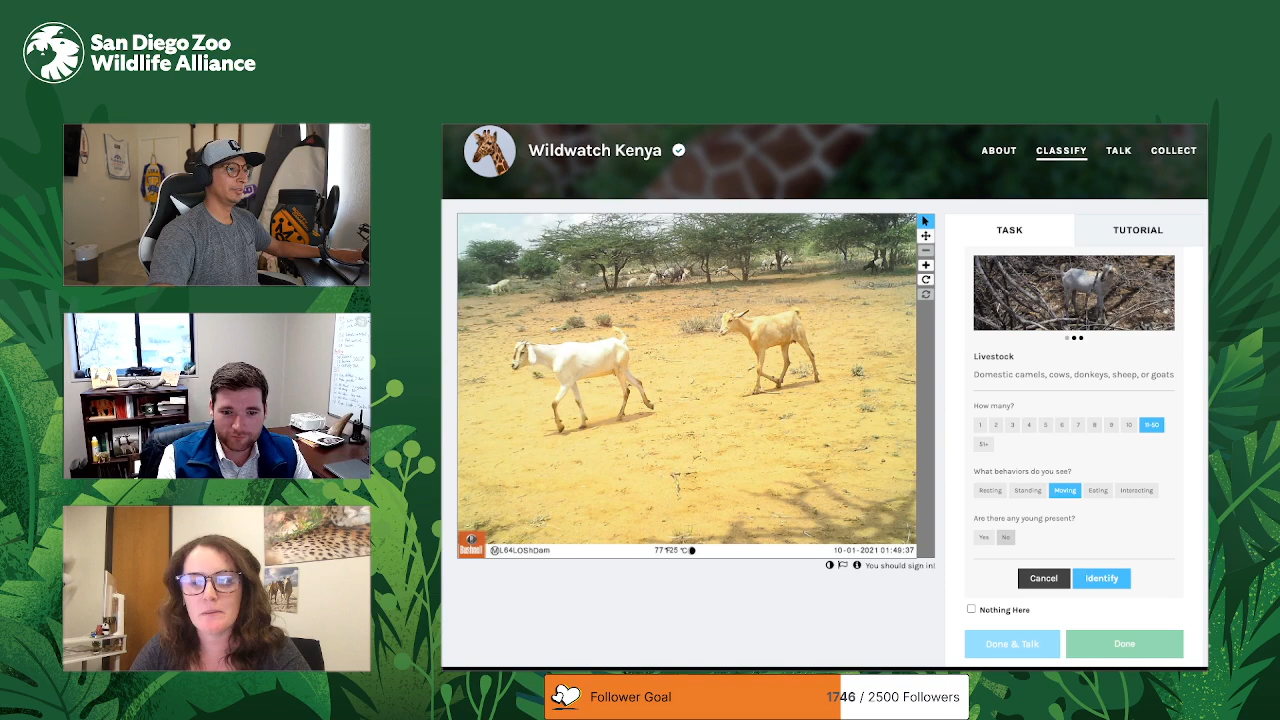 San Diego Zoo
Wildlife Alliance
Wildwatch Kenya
ABOUT
CLASSIFY
TALK
COLLECT
TASK
TUTORIAL
Livestock
Domestic camels, cows, donkeys, sheep, or goats
How many?
1 2 3 4 5 6 7 8 9 10 11-50
51+
What behaviors do you see?
Resting Standing Moving Eating Interacting
Are there any young present?
Yes No
Cancel Identify
Nothing Here
Done & Talk Done
Bushnell
L64LOShDam
10-01-2021 01:49:37
You should sign in!
Follower Goal
1746 / 2500 Followers